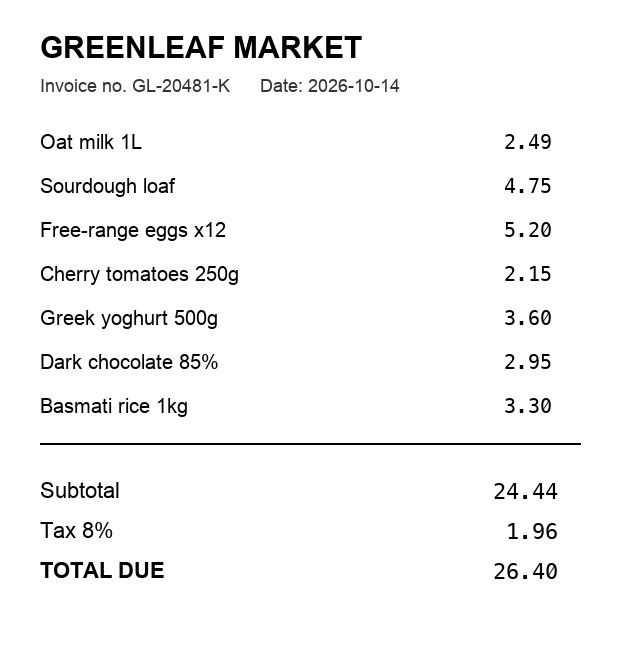 GREENLEAF MARKET
Invoice no. GL-20481-K Date: 2026-10-14
Oat milk 1L 2.49
Sourdough loaf 4.75
Free-range eggs x12 5.20
Cherry tomatoes 250g 2.15
Greek yoghurt 500g 3.60
Dark chocolate 85% 2.95
Basmati rice 1kg 3.30
Subtotal 24.44
Tax 8% 1.96
TOTAL DUE 26.40